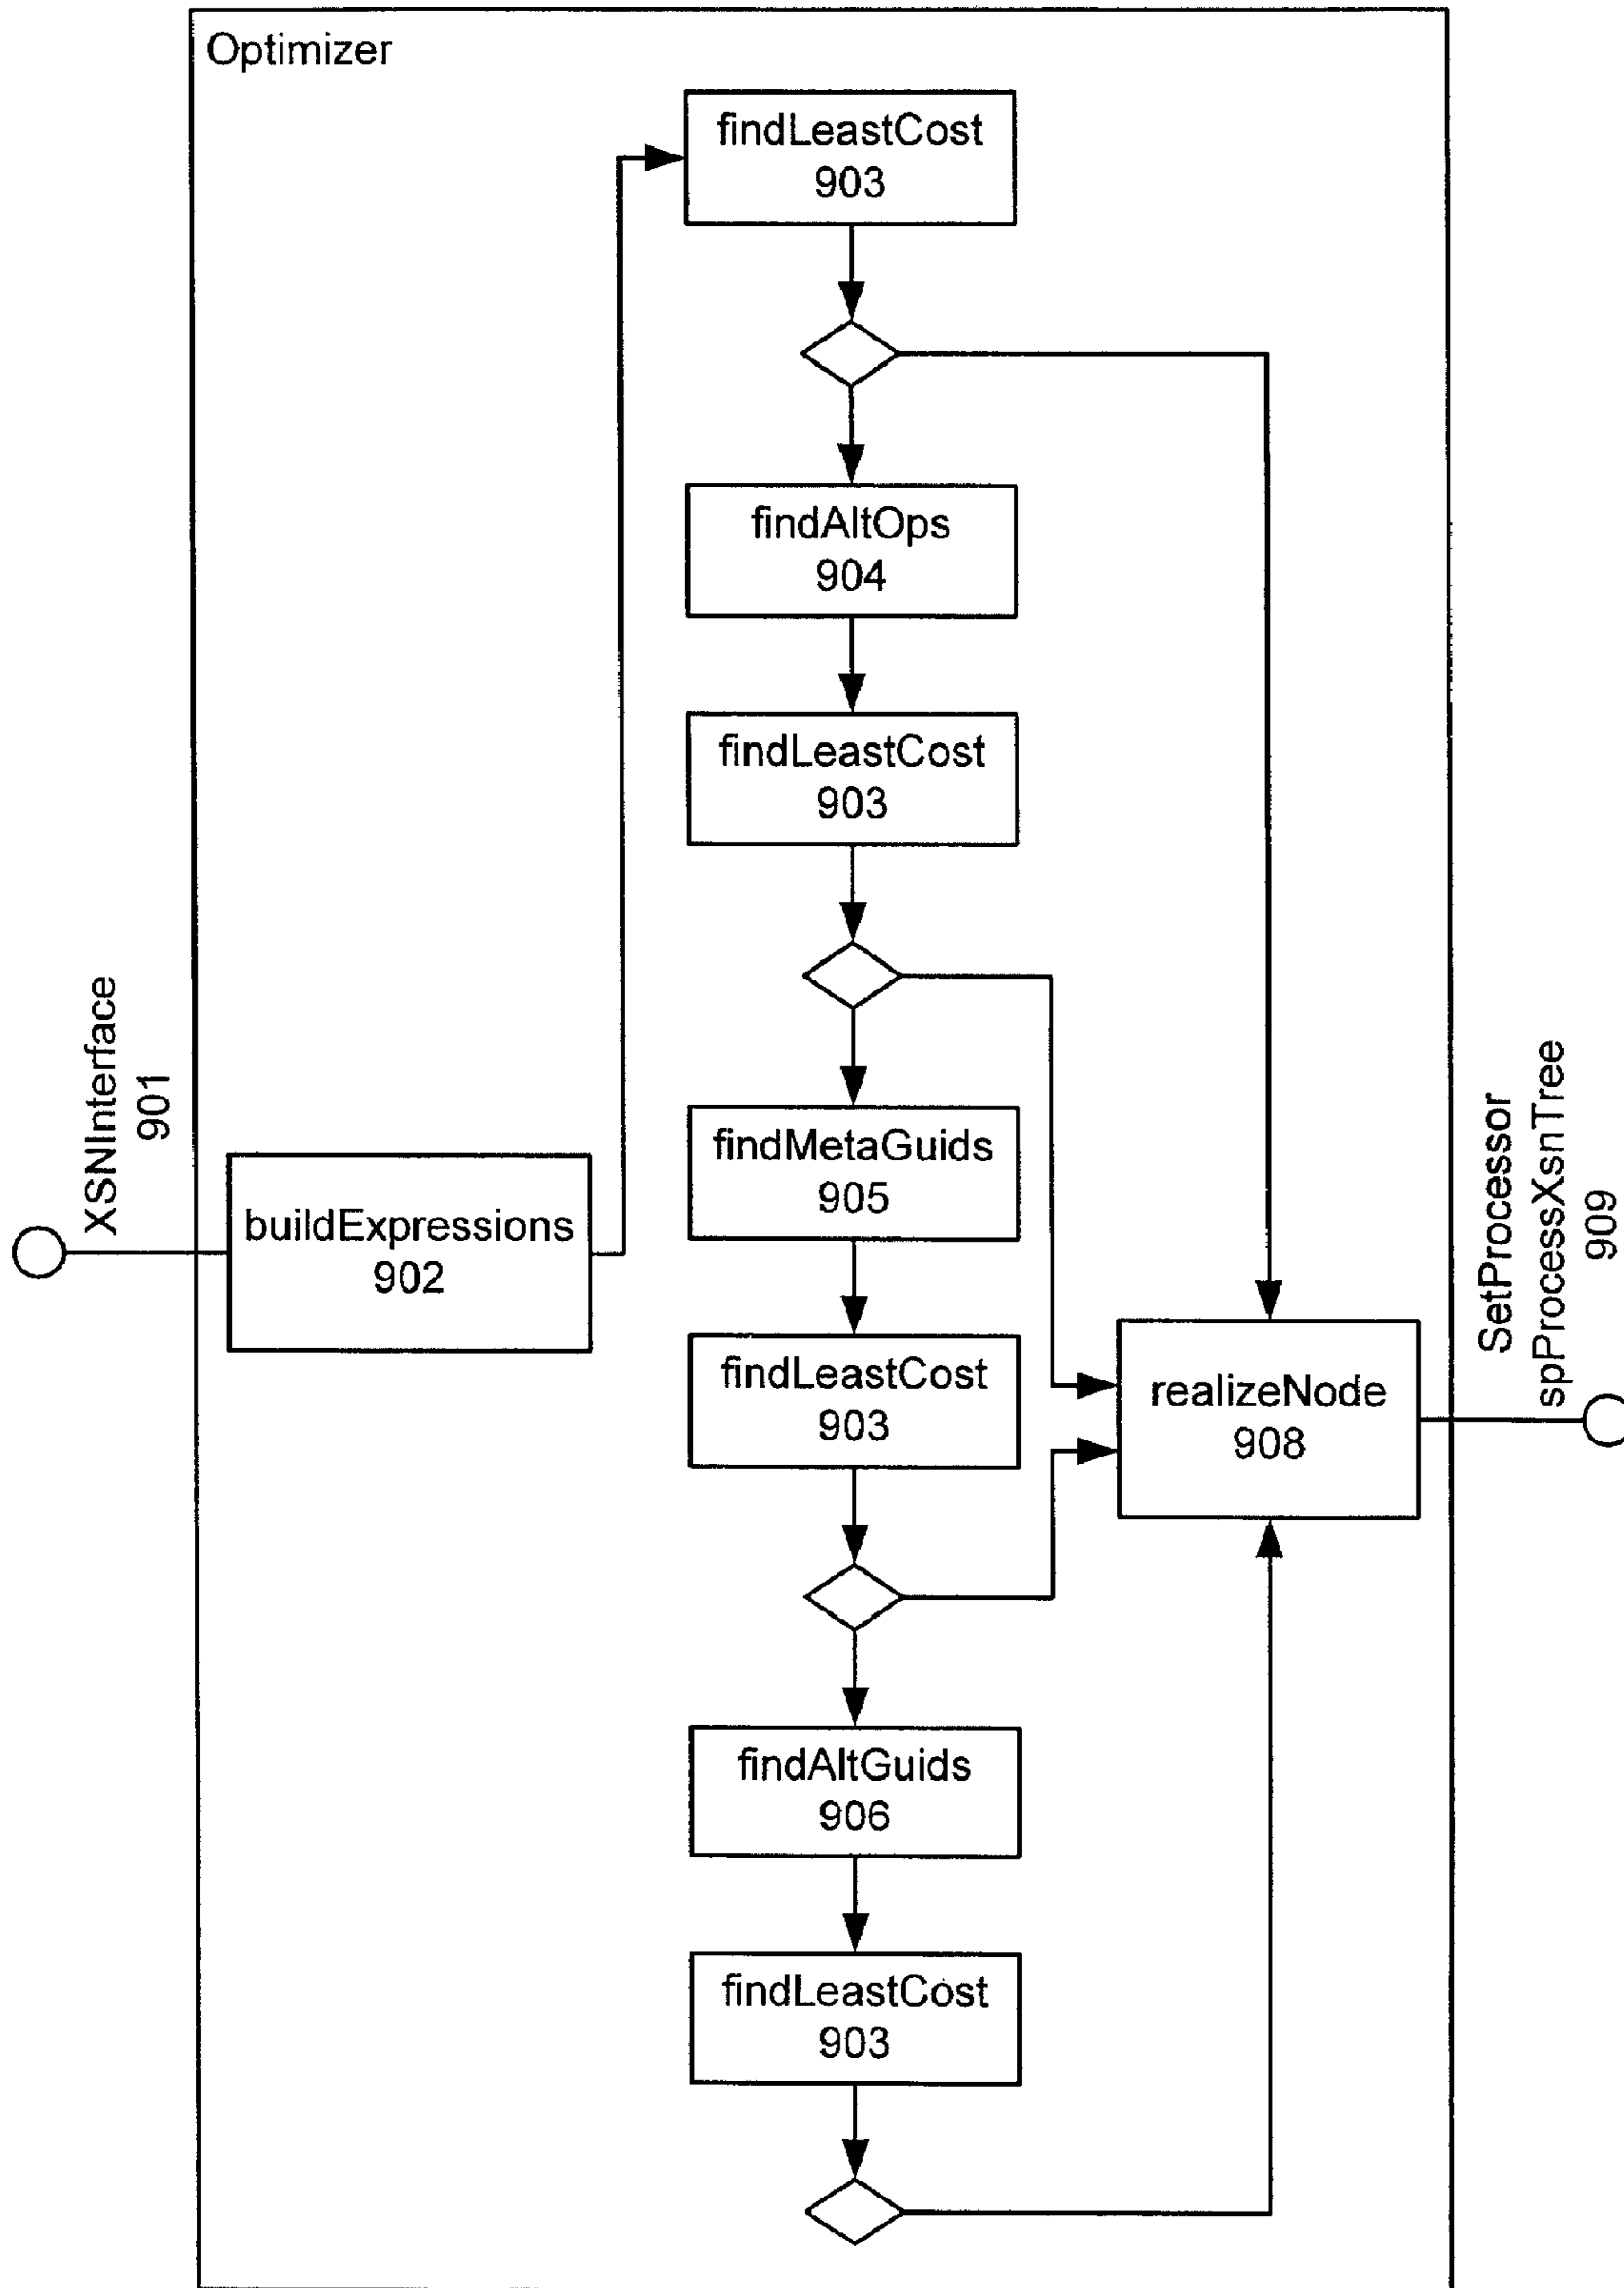 Optimizer
findLeastCost
903
findAltOps
904
findLeastCost
903
XSNInterface
901
buildExpressions
902
findMetaGuids
905
findLeastCost
903
realizeNode
908
SetProcessor
spProcessXsnTree
909
findAltGuids
906
findLeastCost
903